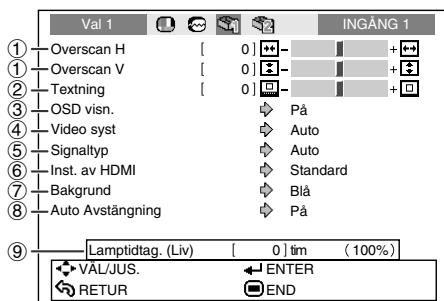 Val 1 INGÅNG 1
① Overscan H [ 0 ] - +
① Overscan V [ 0 ] - +
② Textning [ 0 ] - +
③ OSD visn. På
④ Video syst Auto
⑤ Signaltyp Auto
⑥ Inst. av HDMI Standard
⑦ Bakgrund Blå
⑧ Auto Avstängning På
⑨ Lamptidtag. (Liv) [ 0 ] tim (100%)
VÄL/JUS. ENTER
RETUR END